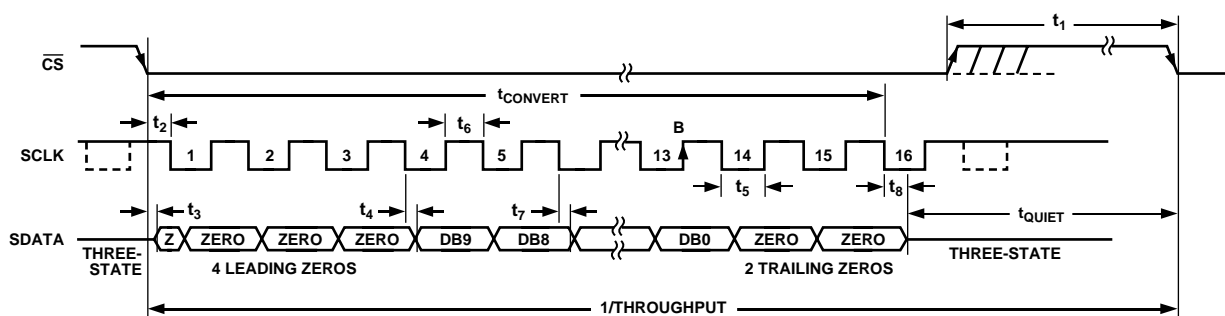 t1
CS
tCONVERT
t2 t6 B
SCLK 1 2 3 4 5 13 14 15 16
t5 t8
t3 t4 t7 tQUIET
SDATA Z ZERO ZERO ZERO DB9 DB8 DB0 ZERO ZERO
THREE-STATE 4 LEADING ZEROS 2 TRAILING ZEROS THREE-STATE
1/THROUGHPUT